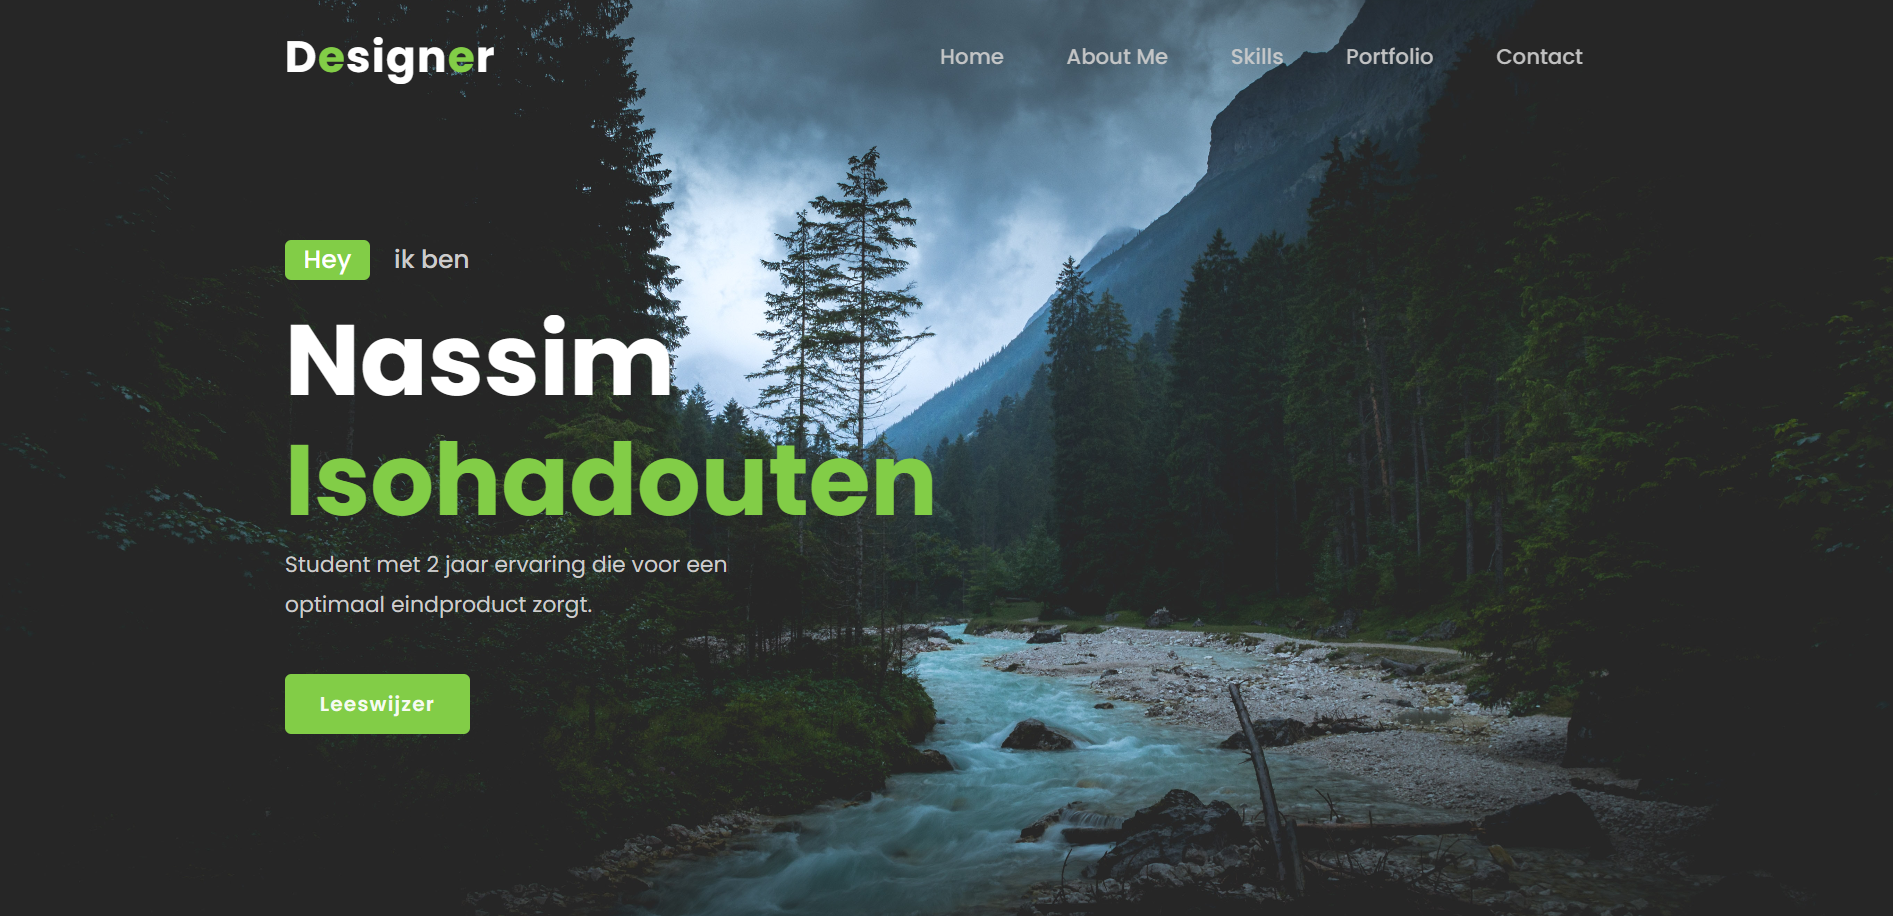 Designer
Home About Me Skills Portfolio Contact
Hey ik ben
Nassim
Isohadouten
Student met 2 jaar ervaring die voor een
optimaal eindproduct zorgt.
Leeswijzer